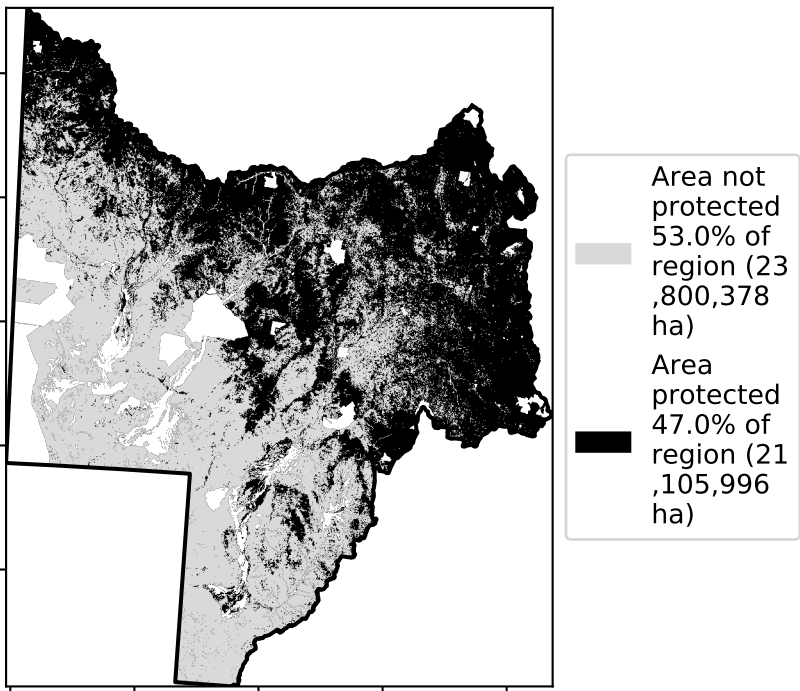 Area not
protected
53.0% of
region (23
,800,378
ha)
Area
protected
47.0% of
region (21
,105,996
ha)